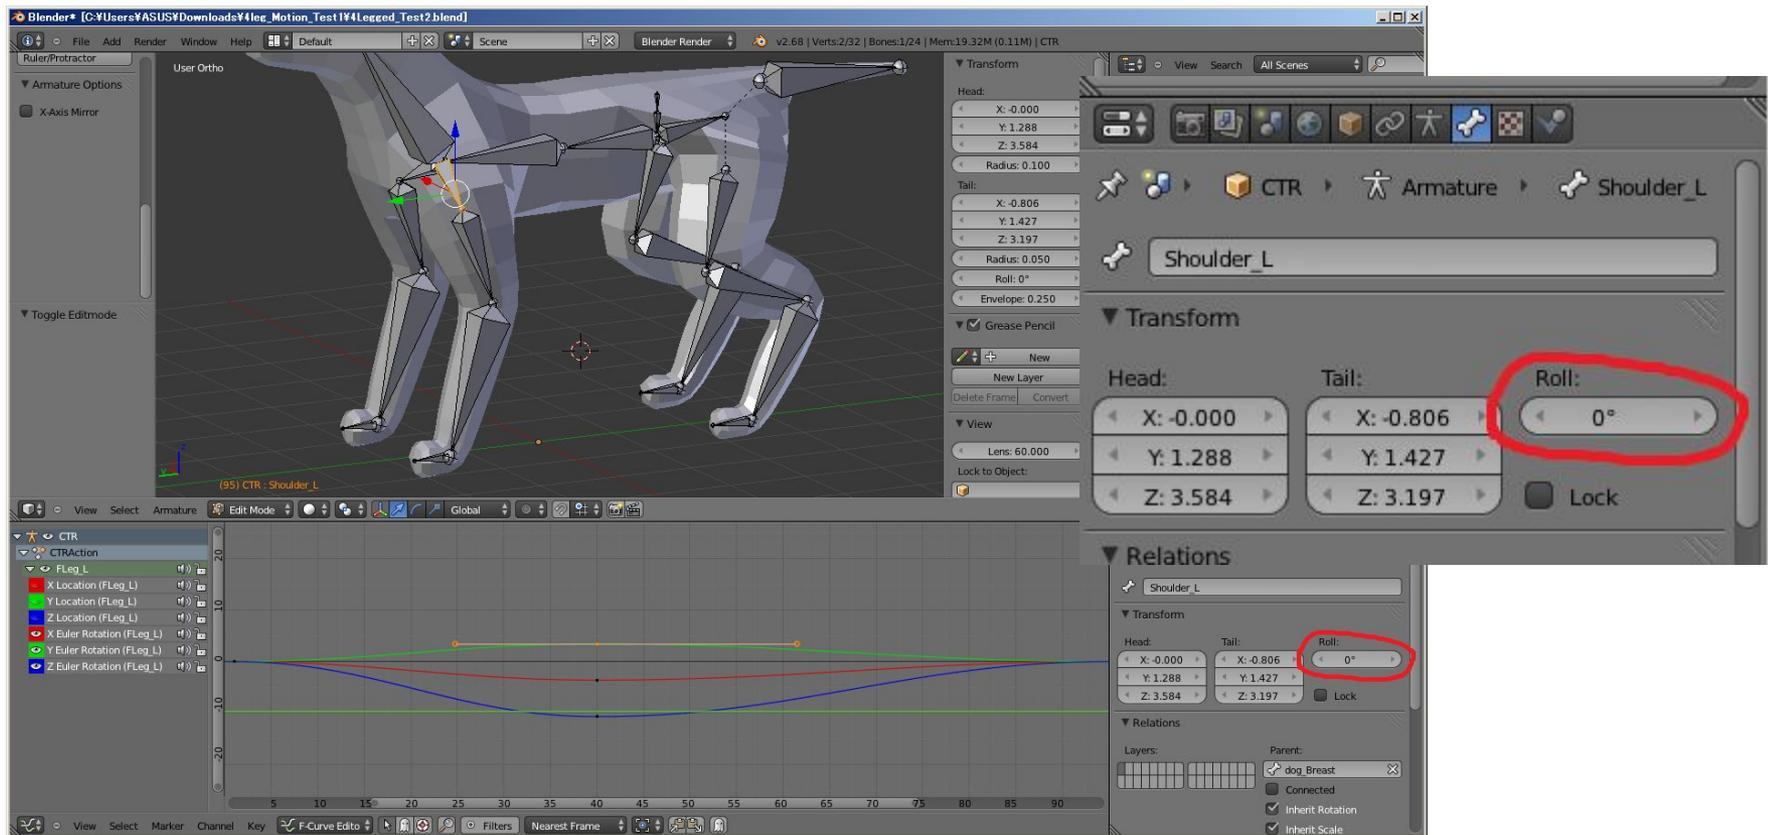 Blender* [C:¥Users¥ASUS¥Downloads¥4leg_Motion_Test1¥4Legged_Test2.blend]
File Add Render Window Help Default Scene Blender Render v2.68 | Verts:2/32 | Bones:1/24 | Mem:19.32M (0.11M) | CTR
Ruler/Protractor
Armature Options
X-Axis Mirror
Toggle Editmode
User Ortho
(95) CTR : Shoulder_L
Transform
Head:
X: -0.000
Y: 1.288
Z: 3.584
Radius: 0.100
Tail:
X: -0.806
Y: 1.427
Z: 3.197
Radius: 0.050
Roll: 0°
Envelope: 0.250
Grease Pencil
New
New Layer
Delete Frame Convert
View
Lens: 60.000
Lock to Object:
View Search All Scenes
CTR Armature Shoulder_L
Shoulder_L
Transform
Head: Tail: Roll:
X: -0.000 X: -0.806 0°
Y: 1.288 Y: 1.427
Z: 3.584 Z: 3.197 Lock
Relations
View Select Armature Edit Mode Global
CTR
CTRAction
FLeg_L
X Location (FLeg_L)
Y Location (FLeg_L)
Z Location (FLeg_L)
X Euler Rotation (FLeg_L)
Y Euler Rotation (FLeg_L)
Z Euler Rotation (FLeg_L)
20
10
0
-10
-20
5 10 15 20 25 30 35 40 45 50 55 60 65 70 75 80 85 90
View Select Marker Channel Key F-Curve Edito Filters Nearest Frame
Shoulder_L
Transform
Head: Tail: Roll:
X: -0.000 X: -0.806 0°
Y: 1.288 Y: 1.427
Z: 3.584 Z: 3.197 Lock
Relations
Layers: Parent:
dog_Breast
Connected
Inherit Rotation
Inherit Scale